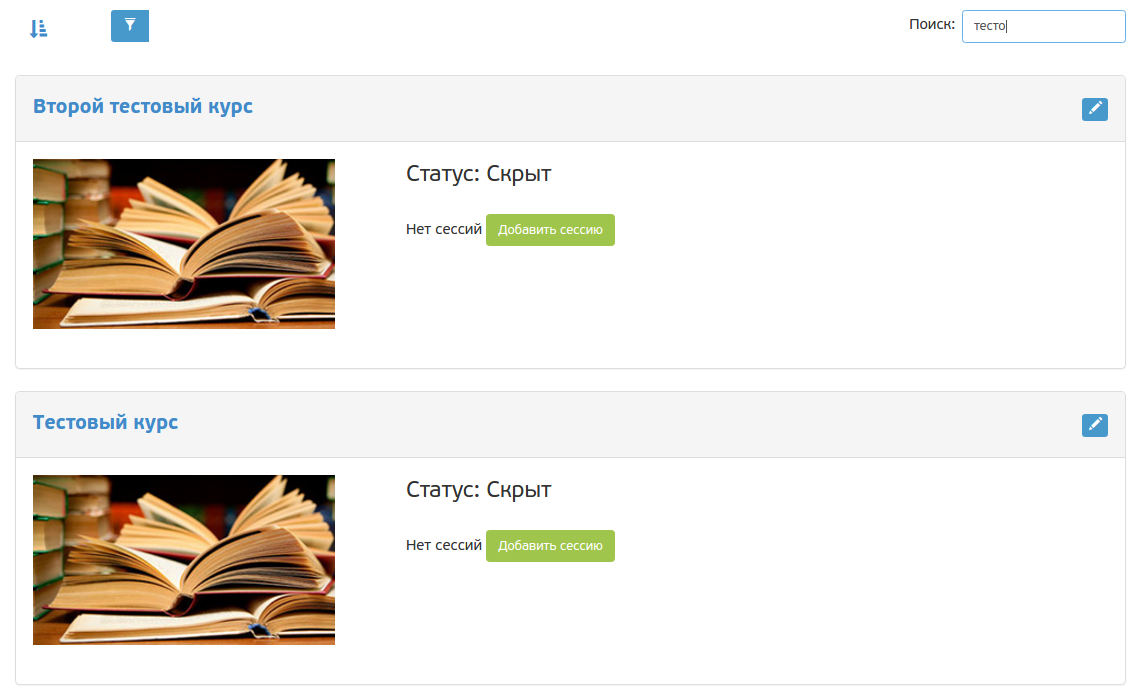 Поиск: тесто
Второй тестовый курс
Статус: Скрыт
Нет сессий Добавить сессию
Тестовый курс
Статус: Скрыт
Нет сессий Добавить сессию